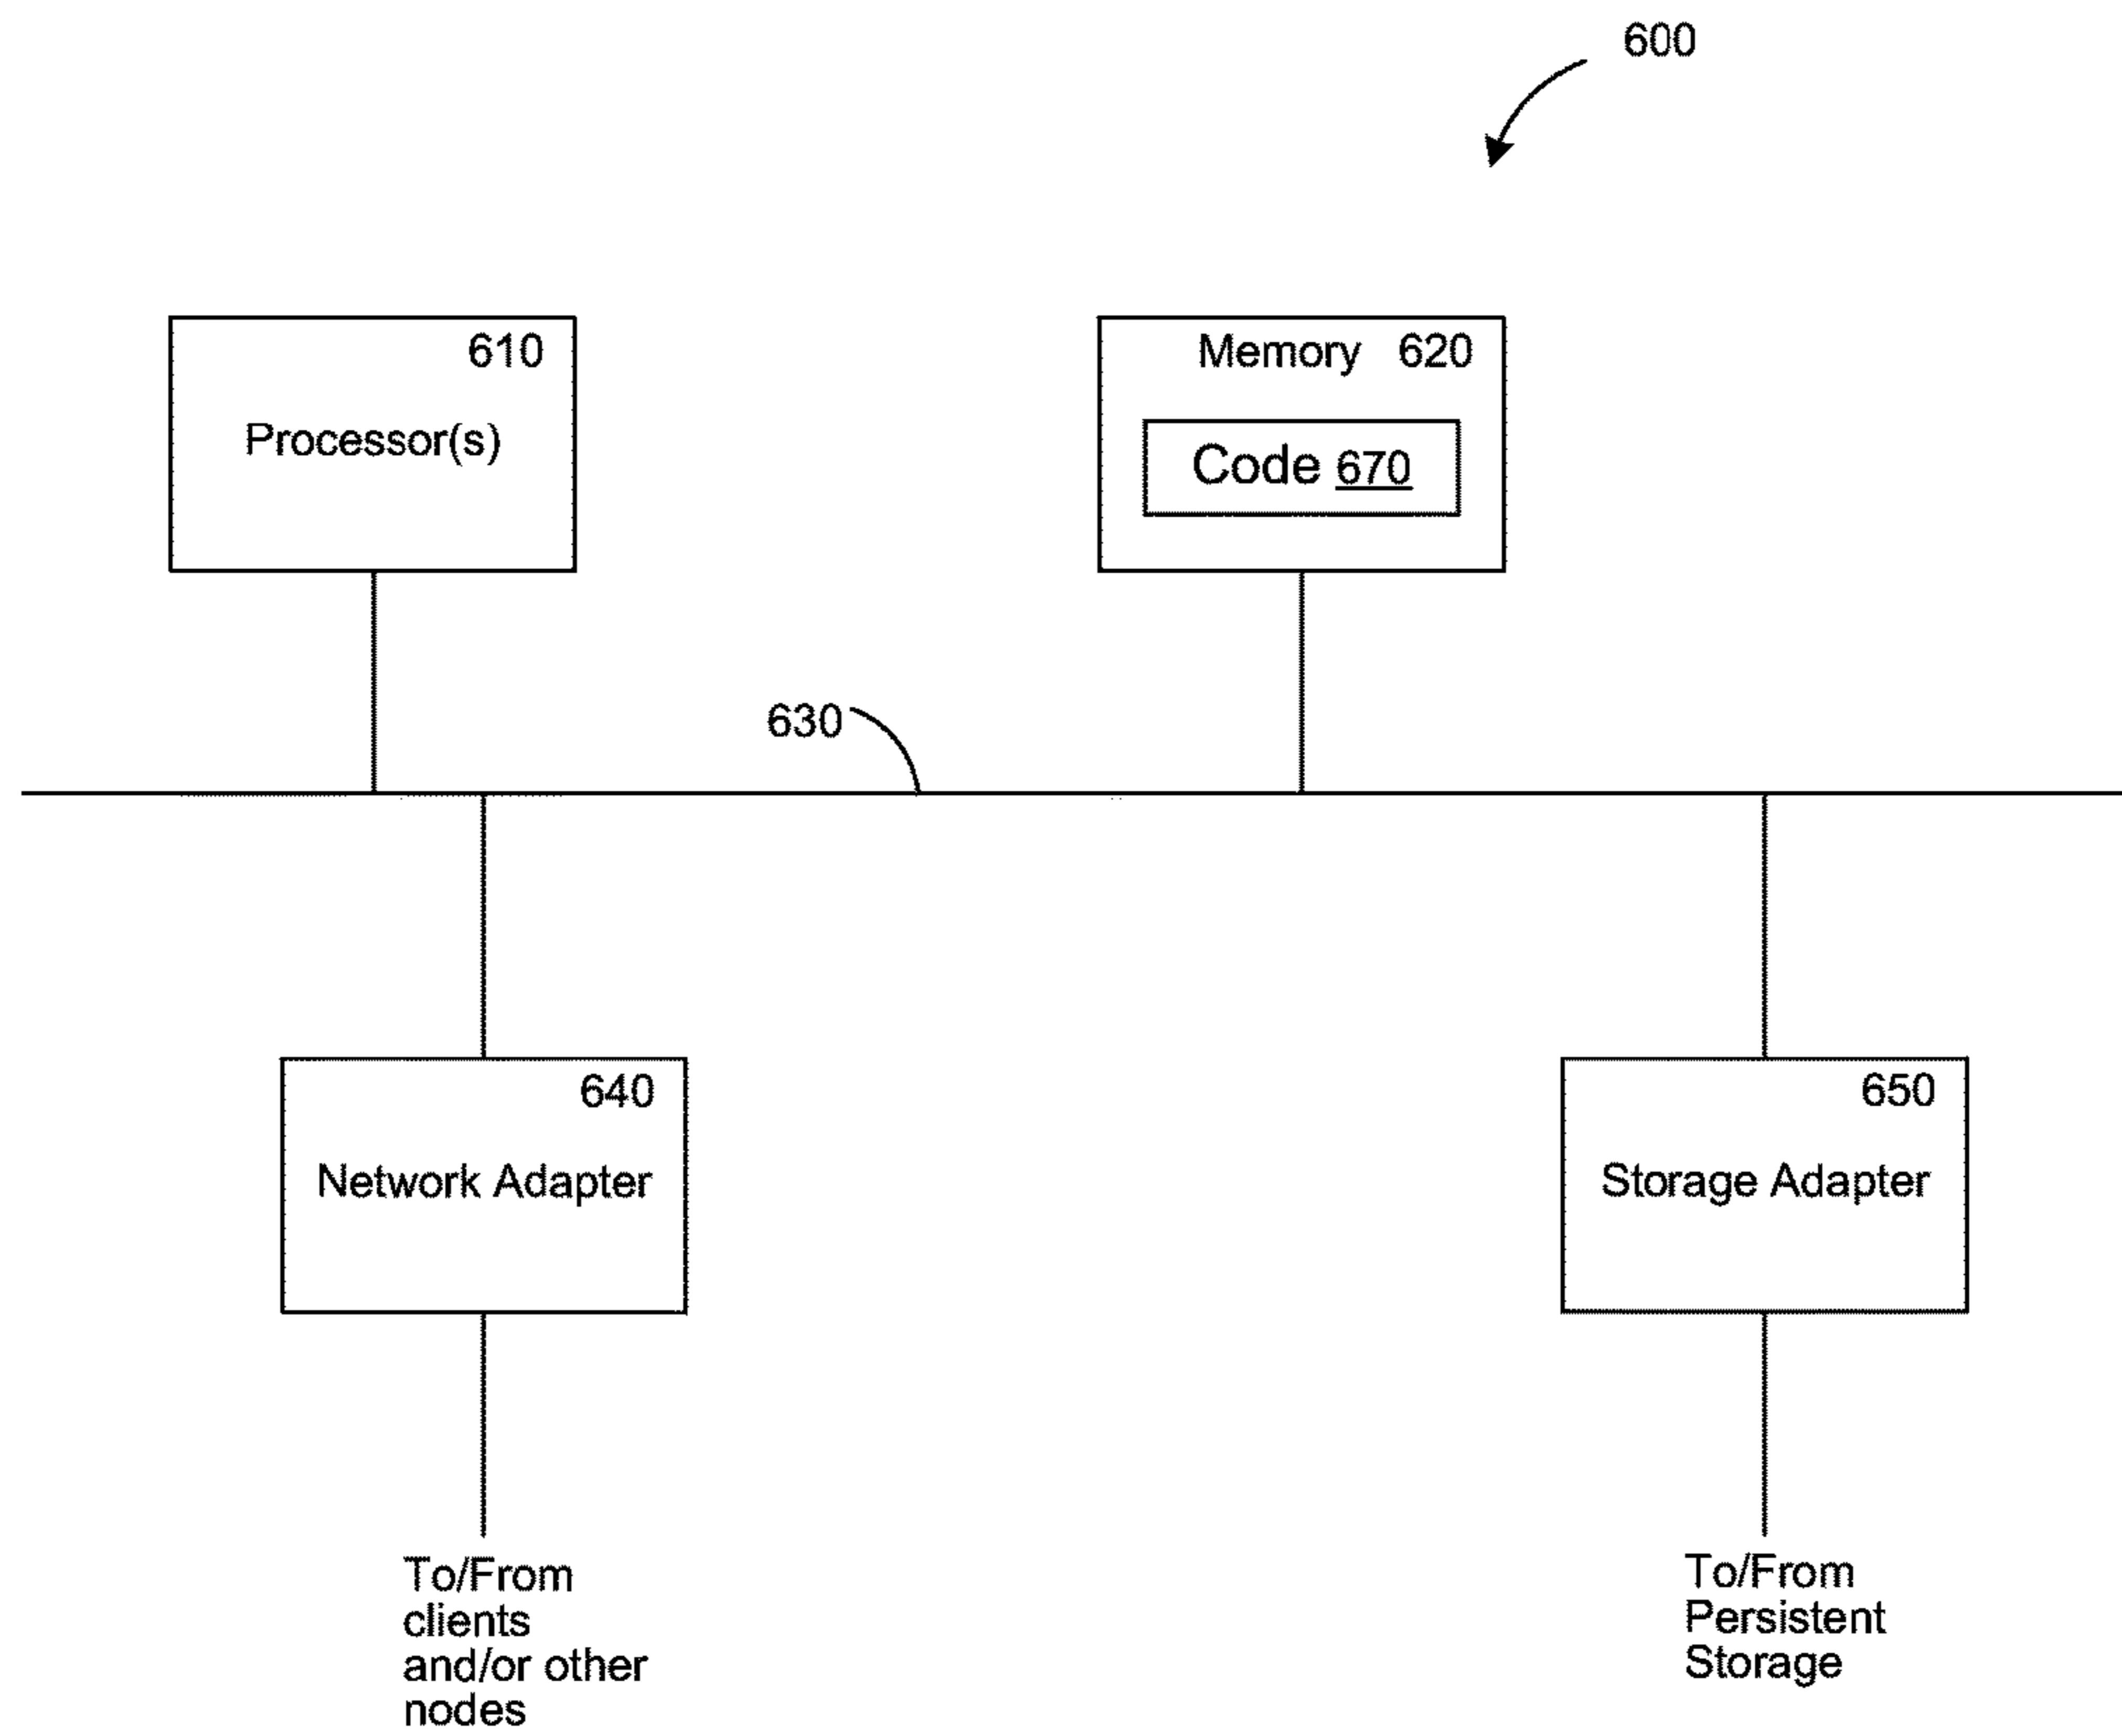 600
610
Processor(s)
Memory 620
Code 670
630
640
Network Adapter
650
Storage Adapter
To/From
clients
and/or other
nodes
To/From
Persistent
Storage